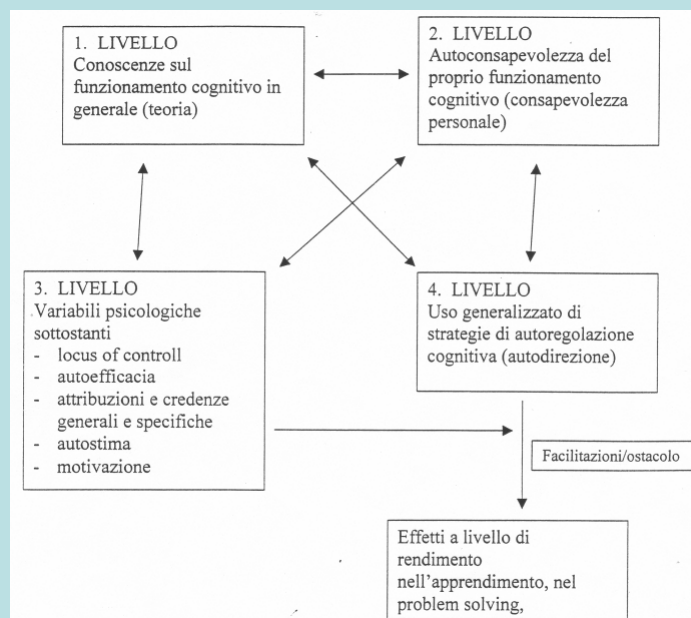 1. LIVELLO
Conoscenze sul
funzionamento cognitivo in
generale (teoria)
2. LIVELLO
Autoconsapevolezza del
proprio funzionamento
cognitivo (consapevolezza
personale)
3. LIVELLO
Variabili psicologiche
sottostanti
- locus of controll
- autoefficacia
- attribuzioni e credenze
generali e specifiche
- autostima
- motivazione
4. LIVELLO
Uso generalizzato di
strategie di autoregolazione
cognitiva (autodirezione)
Facilitazioni/ostacolo
Effetti a livello di
rendimento
nell'apprendimento, nel
problem solving,